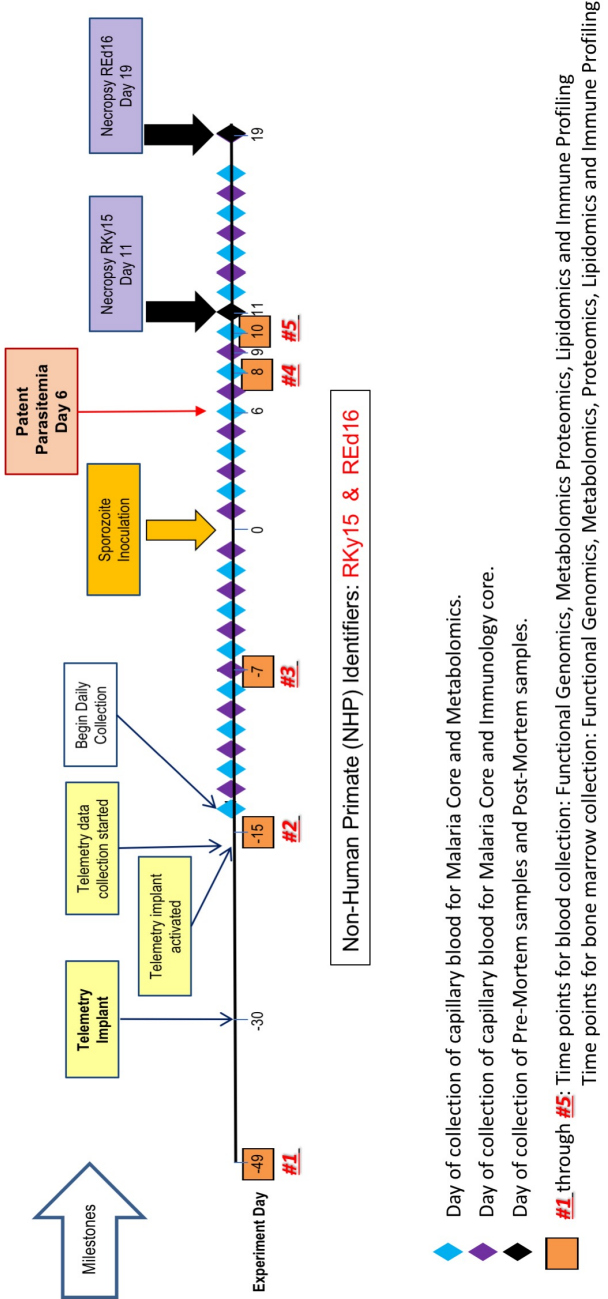 Milestones
Telemetry
Implant
Telemetry data
collection started
Telemetry implant
activated
Begin Daily
Collection
Sporozoite
Inoculation
Patent
Parasitemia
Day 6
Necropsy RKy15
Day 11
Necropsy REd16
Day 19
Experiment Day
-49
-30
-15
-7
0
6
8
9
10
11
19
#1
#2
#3
#4
#5
Non-Human Primate (NHP) Identifiers: RKy15 & REd16
Day of collection of capillary blood for Malaria Core and Metabolomics.
Day of collection of capillary blood for Malaria Core and Immunology core.
Day of collection of Pre-Mortem samples and Post-Mortem samples.
#1 through #5: Time points for blood collection: Functional Genomics, Metabolomics Proteomics, Lipidomics and Immune Profiling
Time points for bone marrow collection: Functional Genomics, Metabolomics, Proteomics, Lipidomics and Immune Profiling